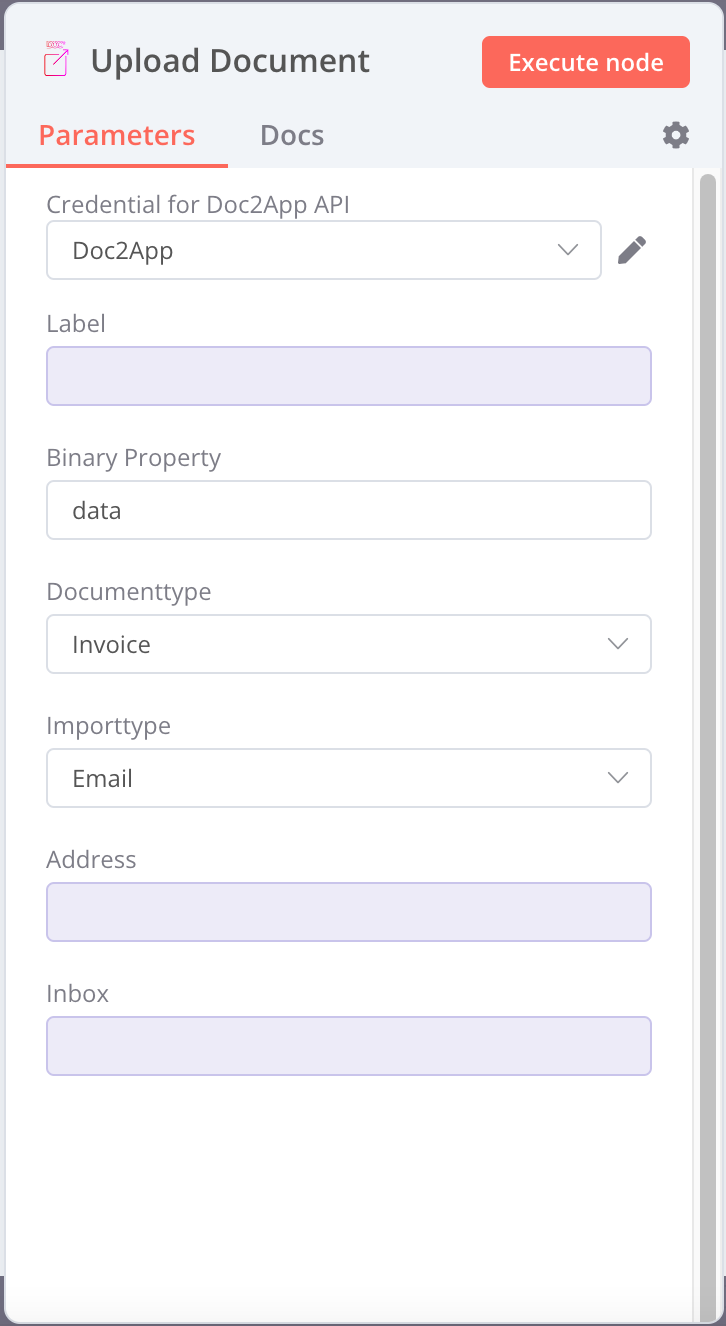 Upload Document
Execute node
Parameters
Docs
Credential for Doc2App API
Doc2App
Label
Binary Property
data
Documenttype
Invoice
Importtype
Email
Address
Inbox